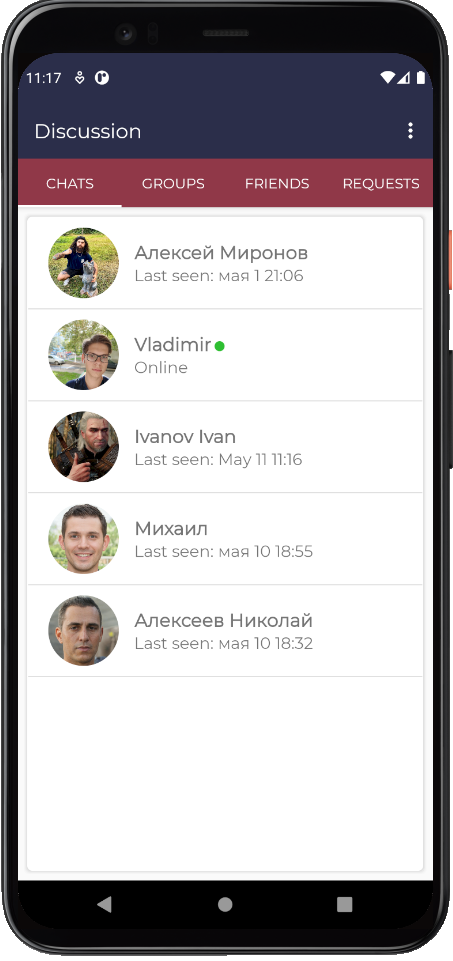 11:17
Discussion
CHATS GROUPS FRIENDS REQUESTS
Алексей Миронов
Last seen: мая 1 21:06
Vladimir
Online
Ivanov Ivan
Last seen: May 11 11:16
Михаил
Last seen: мая 10 18:55
Алексеев Николай
Last seen: мая 10 18:32